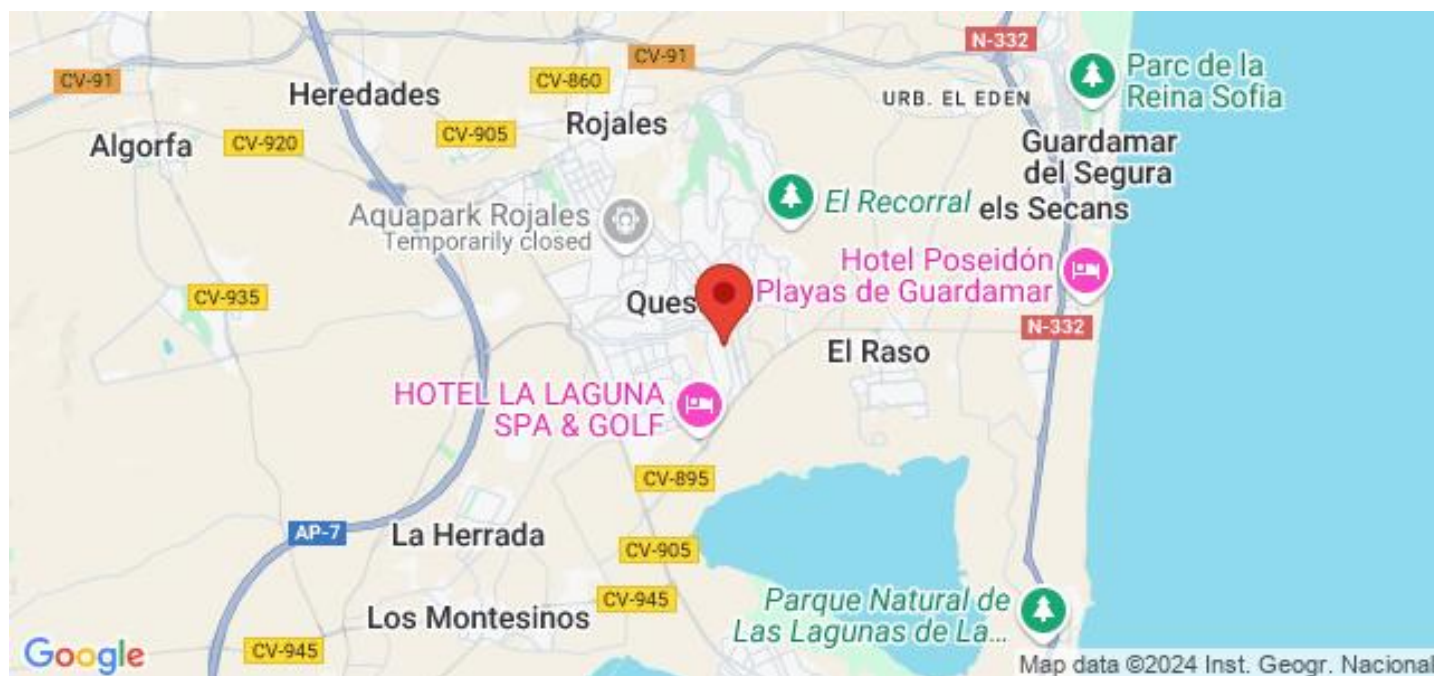 N-332
CV-91
CV-91
CV-860
Parc de la
Reina Sofia
Heredades
URB. EL EDEN
Rojales
CV-905
Algorfa
CV-920
Guardamar
del Segura
El Recorral
els Secans
Aquapark Rojales
Temporarily closed
Hotel Poseidón
Playas de Guardamar
CV-935
Ques
N-332
El Raso
HOTEL LA LAGUNA
SPA & GOLF
CV-895
AP-7
La Herrada
CV-905
CV-945
Los Montesinos
Parque Natural de
Las Lagunas de La...
CV-945
Google
Map data ©2024 Inst. Geogr. Nacional